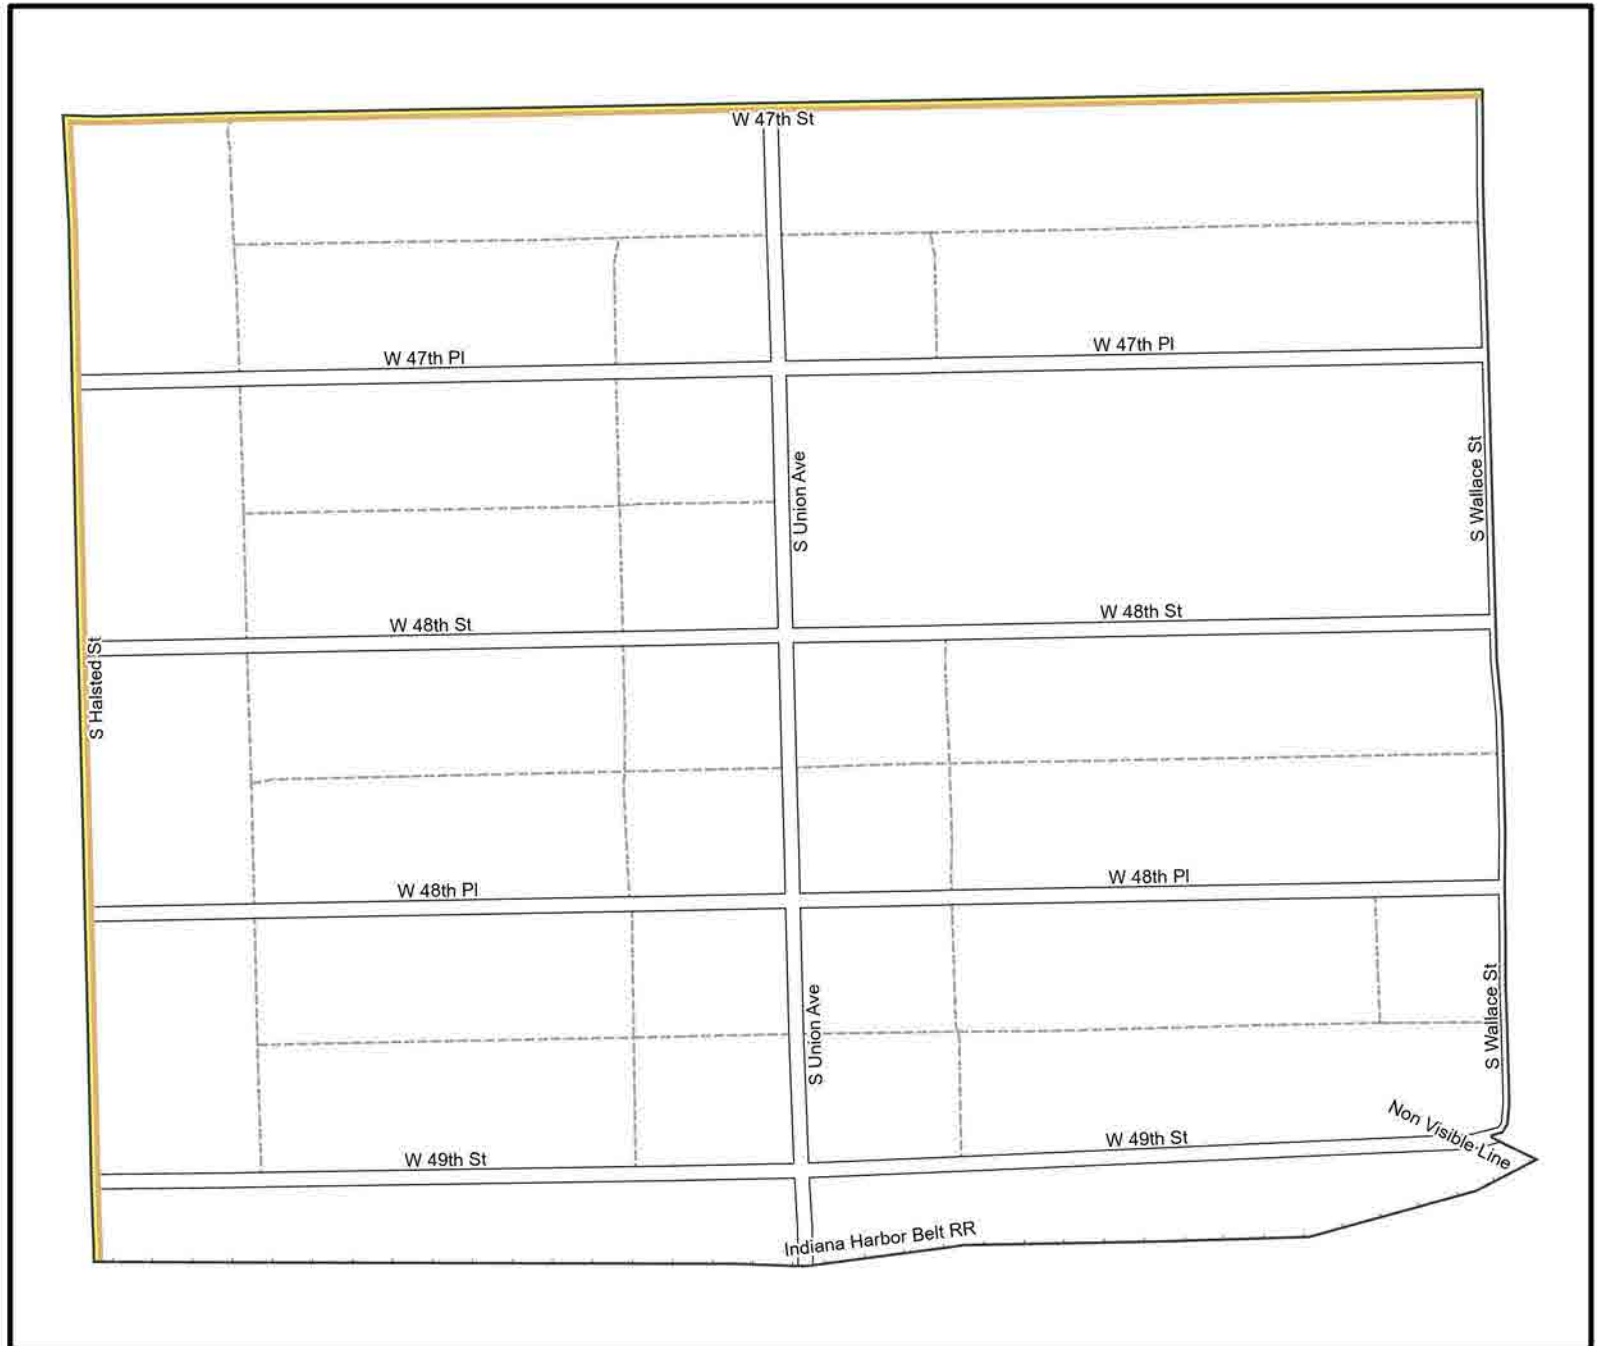 W 47th St
W 47th Pl
W 47th Pl
S Union Ave
S Wallace St
W 48th St
W 48th St
S Halsted St
W 48th Pl
W 48th Pl
S Union Ave
S Wallace St
Non Visible Line
W 49th St
W 49th St
Indiana Harbor Belt RR